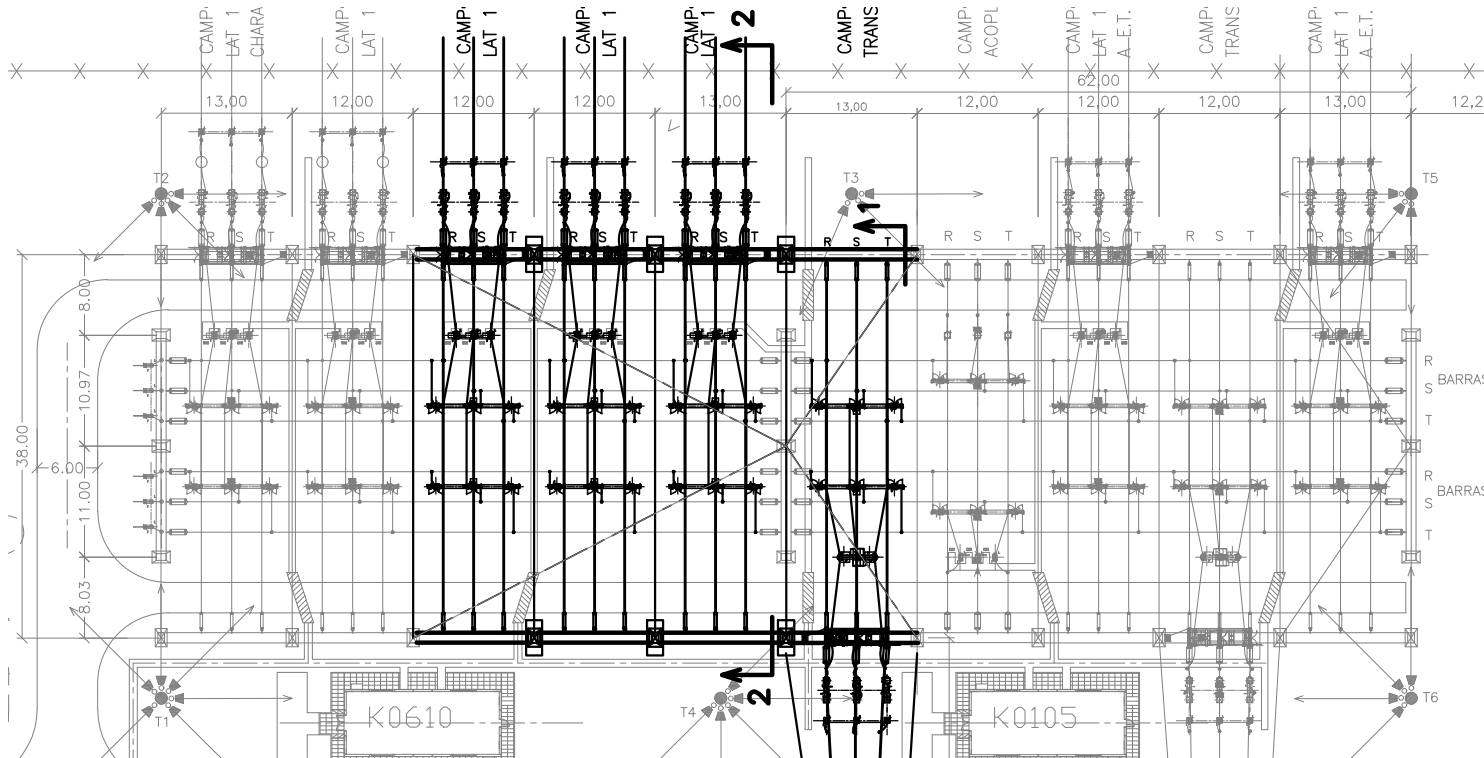 CAMP
LAT 1
CHARA
CAMP
LAT 1
CAMP
LAT 1
CAMP
LAT 1
CAMP
LAT 1
2
CAMP
TRANS
CAMP
ACOPL
CAMP
LAT 1
A E.T.
CAMP
TRANS
CAMP
LAT 1
A.E.T.
62,00
13,00
12,00
12,00
12,00
13,00
13,00
12,00
12,00
12,00
13,00
12,2
T2
T3
T5
1
R S T
R S T
R S T
R S T
R S T
R S T
R S T
R S T
R S T
R S T
8.00
10.97
38.00
6.00
11.00
8.03
R
S
T
BARRAS
R
S
T
BARRAS
2
T1
K0610
T4
K0105
T6